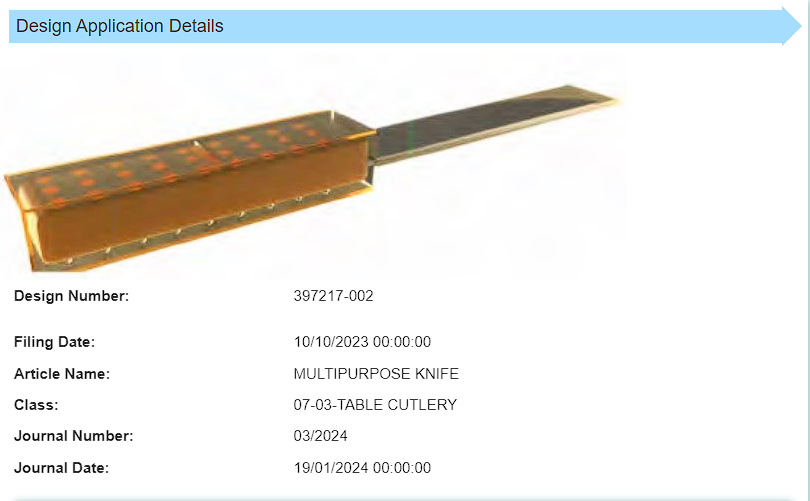 Design Application Details
Design Number: 397217-002
Filing Date: 10/10/2023 00:00:00
Article Name: MULTIPURPOSE KNIFE
Class: 07-03-TABLE CUTLERY
Journal Number: 03/2024
Journal Date: 19/01/2024 00:00:00